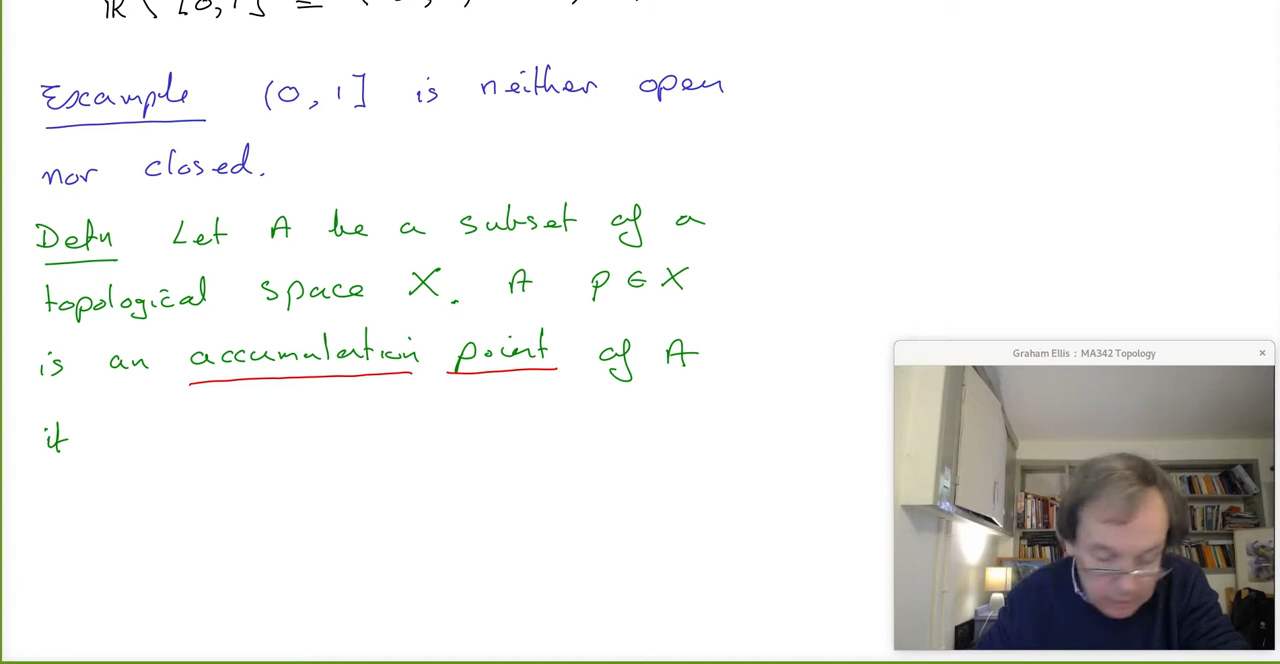 Example (0, 1] is neither open
nor closed.
Defn Let A be a subset of a
topological space X. A p ∈ X
is an accumulation point of A
if
Graham Ellis : MA342 Topology ×